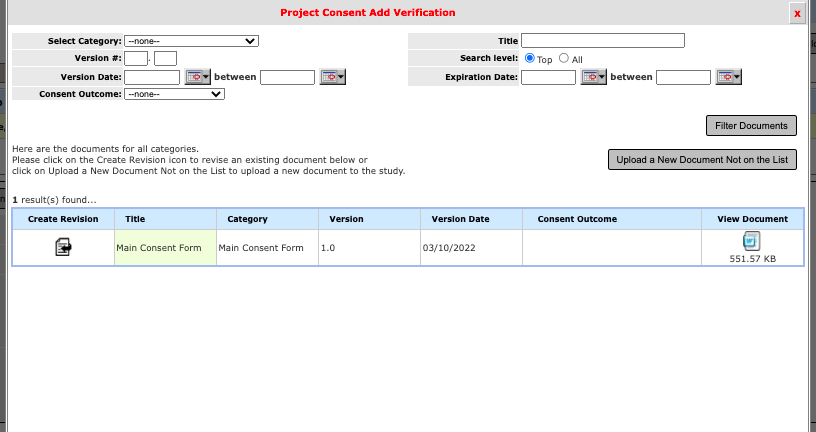 Project Consent Add Verification
x
Select Category: --none-- Title
Version #: . Search level: Top All
Version Date: between Expiration Date: between
Consent Outcome: --none--
Filter Documents
Here are the documents for all categories.
Please click on the Create Revision icon to revise an existing document below or
click on Upload a New Document Not on the List to upload a new document to the study.
Upload a New Document Not on the List
1 result(s) found...
Create Revision Title Category Version Version Date Consent Outcome View Document
Main Consent Form Main Consent Form 1.0 03/10/2022
551.57 KB